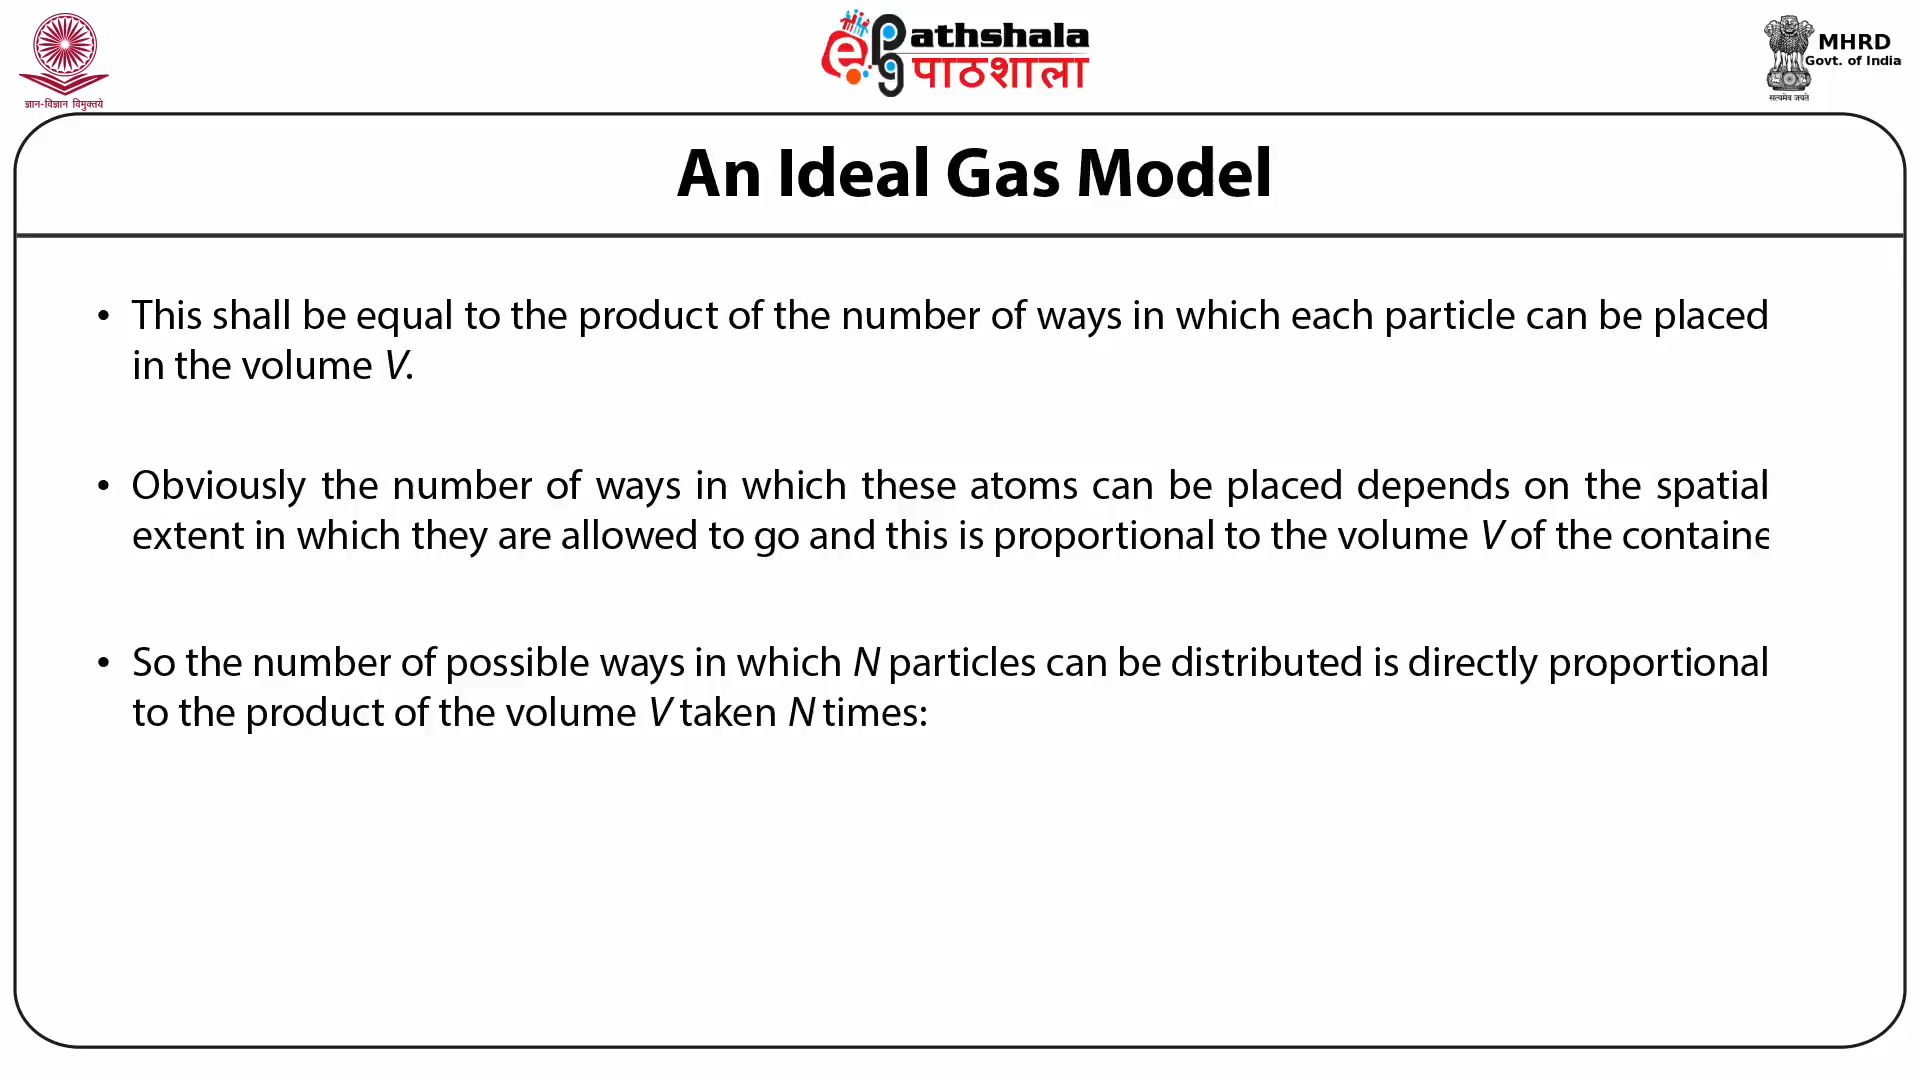 ज्ञान-विज्ञान विमुक्तये
ePG athshala
पाठशाला
MHRD
Govt. of India
सत्यमेव जयते
An Ideal Gas Model
• This shall be equal to the product of the number of ways in which each particle can be placed
in the volume V.
• Obviously the number of ways in which these atoms can be placed depends on the spatial
extent in which they are allowed to go and this is proportional to the volume V of the containe
• So the number of possible ways in which N particles can be distributed is directly proportional
to the product of the volume V taken N times: